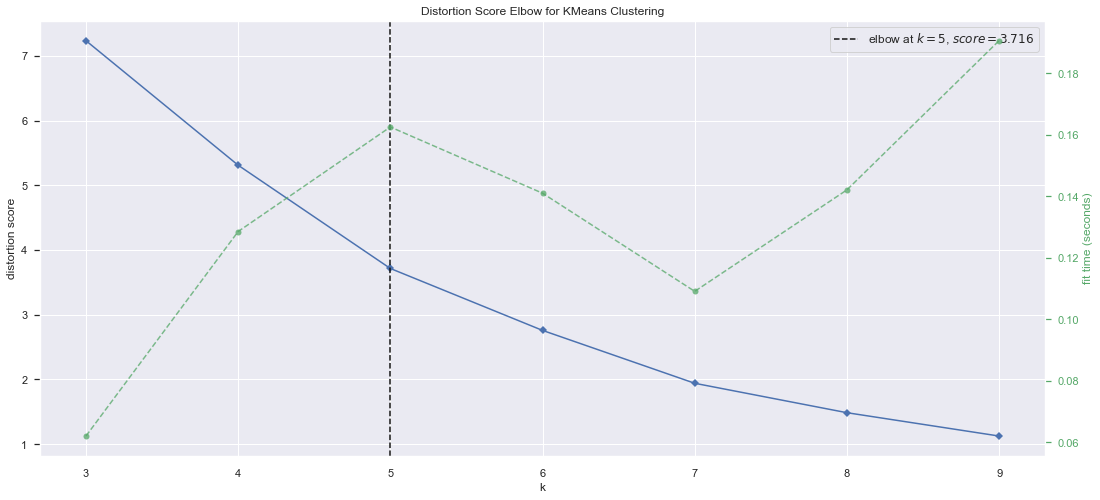 Distortion Score Elbow for KMeans Clustering
elbow at k = 5, score = 3.716
distortion score
7
6
5
4
3
2
1
0.18
0.16
0.14
0.12
0.10
0.08
0.06
fit time (seconds)
3 4 5 6 7 8 9
k